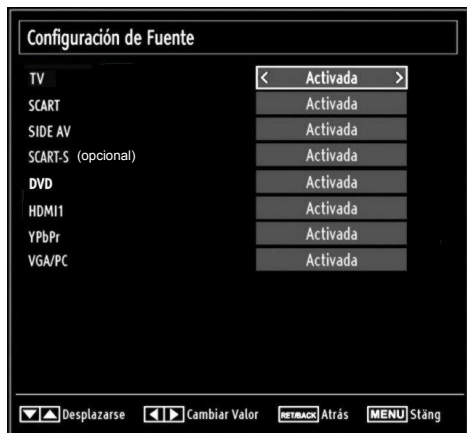 Configuración de Fuente
TV < Activada >
SCART Activada
SIDE AV Activada
SCART-S (opcional) Activada
DVD Activada
HDMI1 Activada
YPbPr Activada
VGA/PC Activada
Desplazarse Cambiar Valor RET/BACK Atrás MENU Stäng